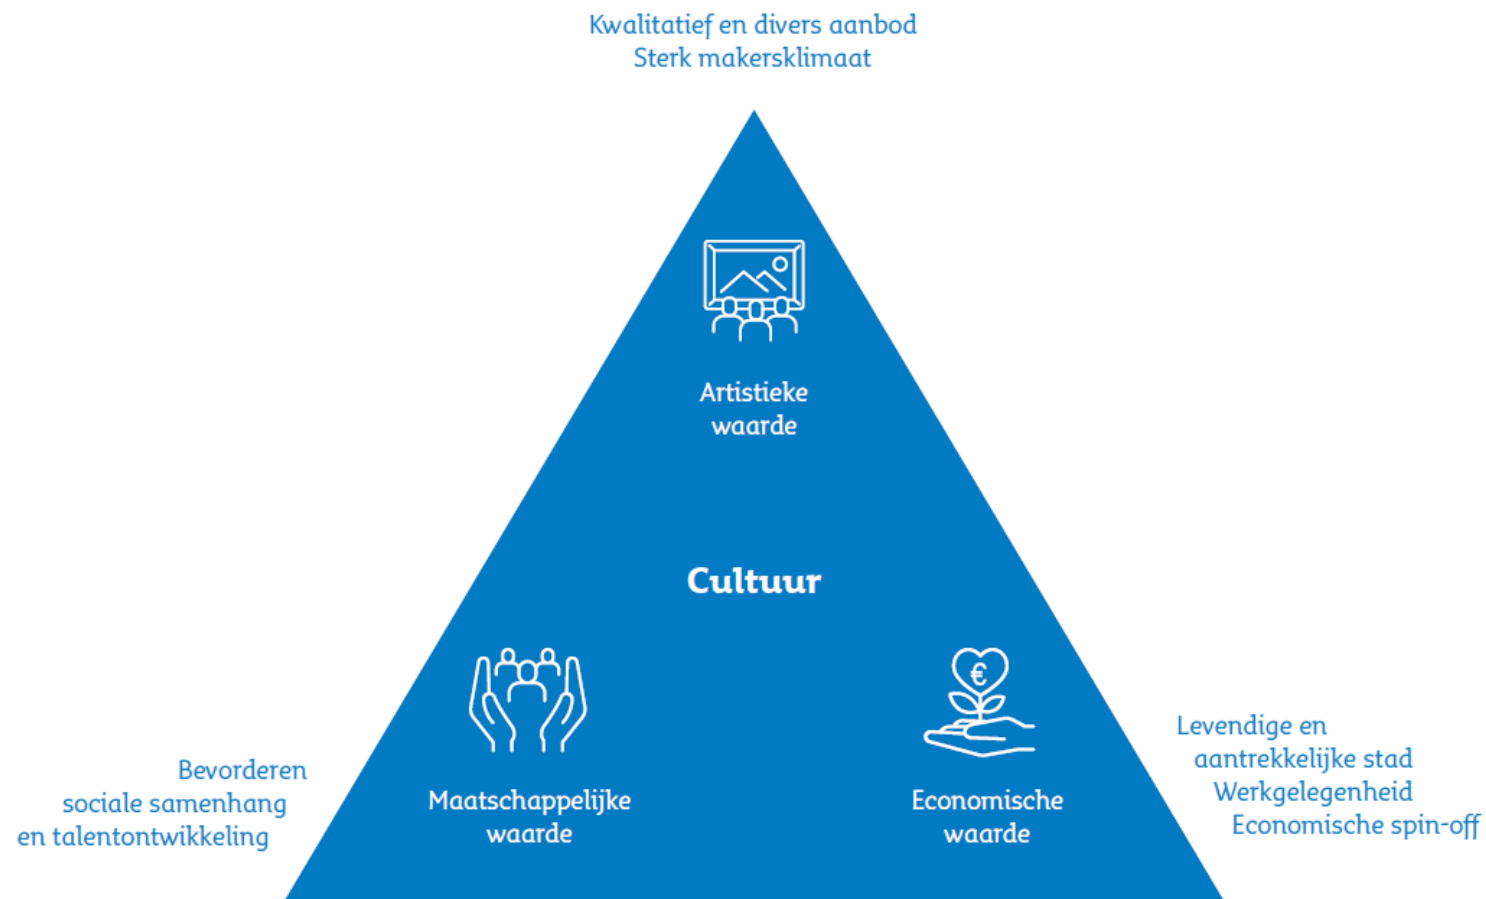 Kwalitatief en divers aanbod
Sterk makersklimaat
Artistieke
waarde
Cultuur
€
Bevorderen
sociale samenhang
en talentontwikkeling
Maatschappelijke
waarde
Economische
waarde
Levendige en
aantrekkelijke stad
Werkgelegenheid
Economische spin-off